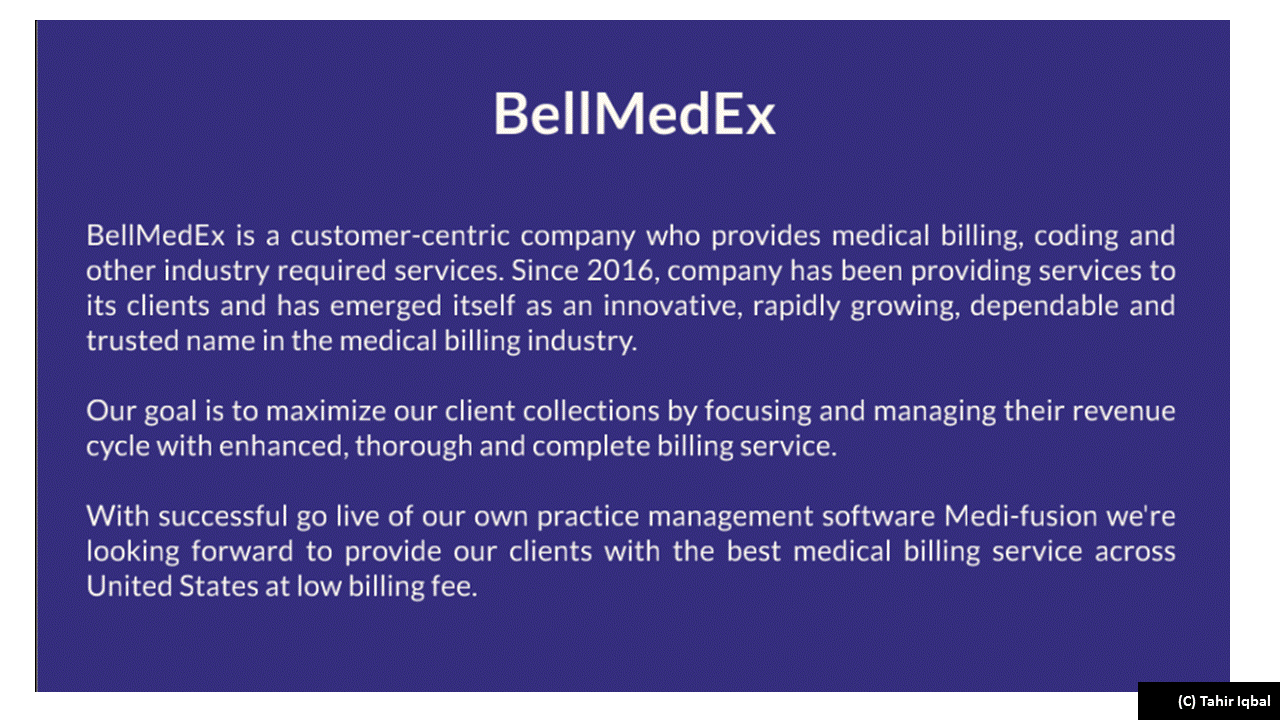 BellMedEx
BellMedEx is a customer-centric company who provides medical billing, coding and
other industry required services. Since 2016, company has been providing services to
its clients and has emerged itself as an innovative, rapidly growing, dependable and
trusted name in the medical billing industry.
Our goal is to maximize our client collections by focusing and managing their revenue
cycle with enhanced, thorough and complete billing service.
With successful go live of our own practice management software Medi-fusion we're
looking forward to provide our clients with the best medical billing service across
United States at low billing fee.
(C) Tahir Iqbal